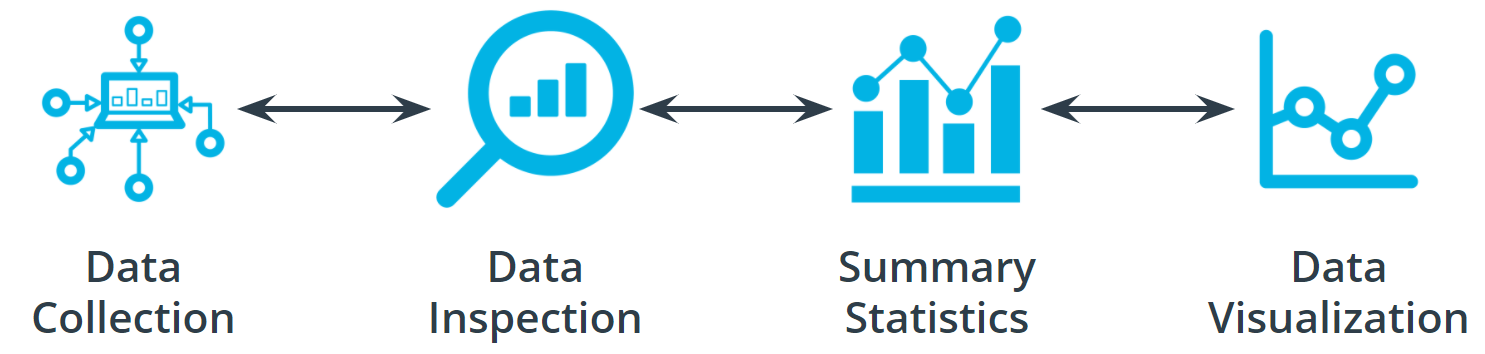 Data
Collection
Data
Inspection
Summary
Statistics
Data
Visualization